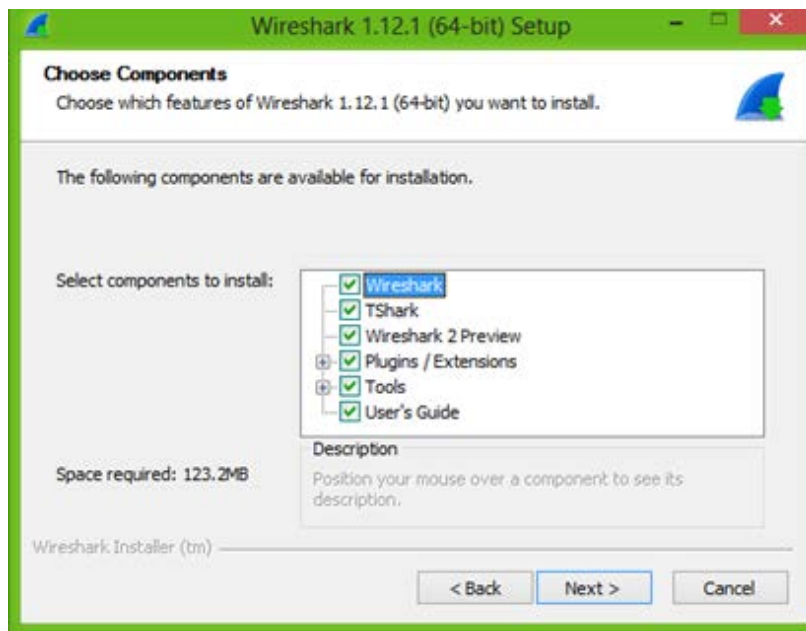 Wireshark 1.12.1 (64-bit) Setup
Choose Components
Choose which features of Wireshark 1.12.1 (64-bit) you want to install.
The following components are available for installation.
Select components to install:
Wireshark
TShark
Wireshark 2 Preview
Plugins / Extensions
Tools
User's Guide
Space required: 123.2MB
Description
Position your mouse over a component to see its
description.
Wireshark Installer (tm)
< Back
Next >
Cancel